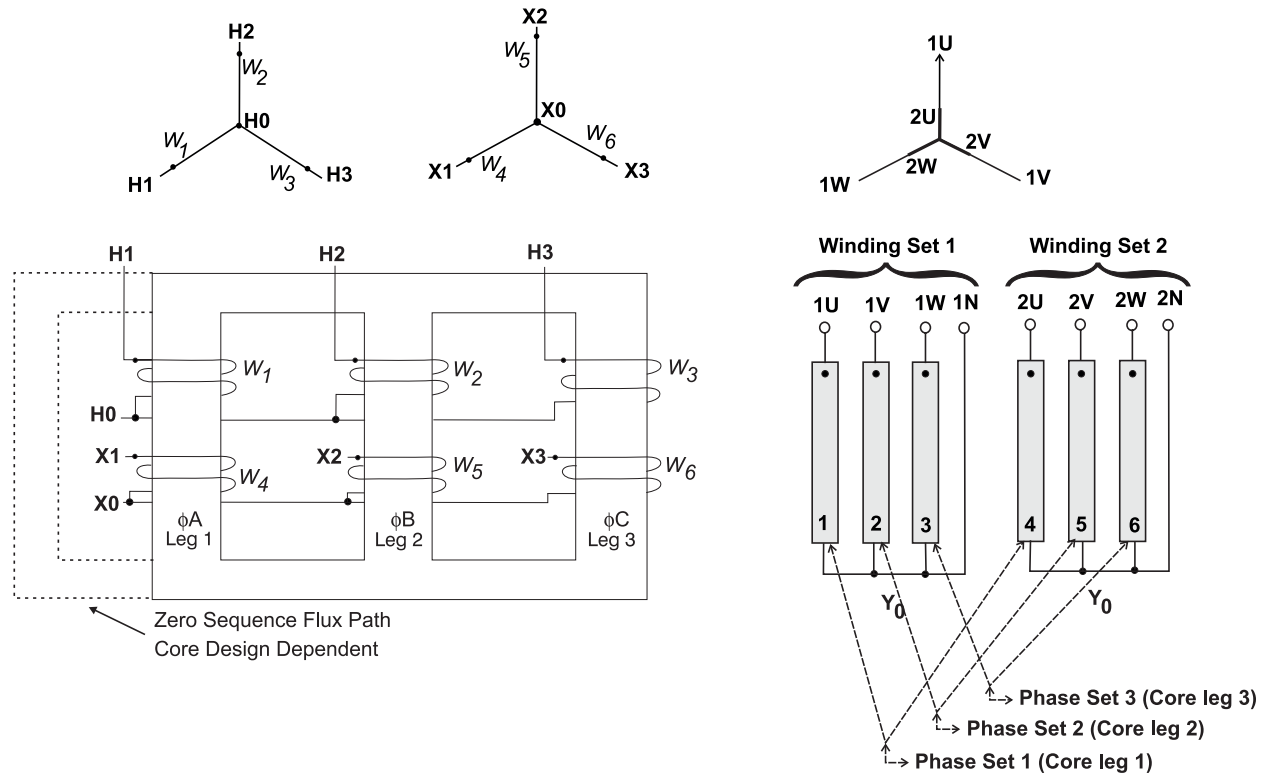 H2
W2
H0
W1
W3
H1
H3
X2
W5
X0
W6
X1
W4
X3
1U
2U
2V
2W
1W
1V
H1
H2
H3
W1
W2
W3
H0
X1
X2
X3
W4
W5
W6
X0
ϕA
Leg 1
ϕB
Leg 2
ϕC
Leg 3
Zero Sequence Flux Path
Core Design Dependent
Winding Set 1
Winding Set 2
1U 1V 1W 1N
2U 2V 2W 2N
1 2 3
4 5 6
Y0
Y0
Phase Set 3 (Core leg 3)
Phase Set 2 (Core leg 2)
Phase Set 1 (Core leg 1)